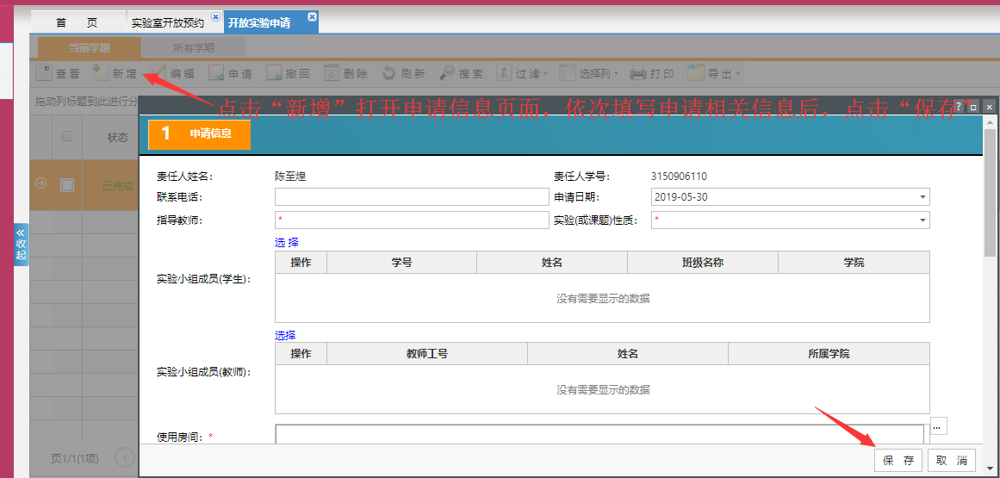 首 页 实验室开放预约 开放实验申请
当前学期 所有学期
查看 新增 编辑 申请 撤回 删除 刷新 搜索 过滤 选择列 打印 导出
拖动列标题到此进行分
点击“新增”打开申请信息页面，依次填写申请相关信息后，点击“保存”
状态
已完成
收起
页1/1(1项)
1 申请信息
责任人姓名： 陈至煌 责任人学号： 3150906110
联系电话： 申请日期： 2019-05-30
指导教师： * 实验(或课题)性质： *
选 择
操作 学号 姓名 班级名称 学院
实验小组成员(学生)：
没有需要显示的数据
选择
操作 教师工号 姓名 所属学院
实验小组成员(教师)：
没有需要显示的数据
使用房间： * ...
保 存 取 消